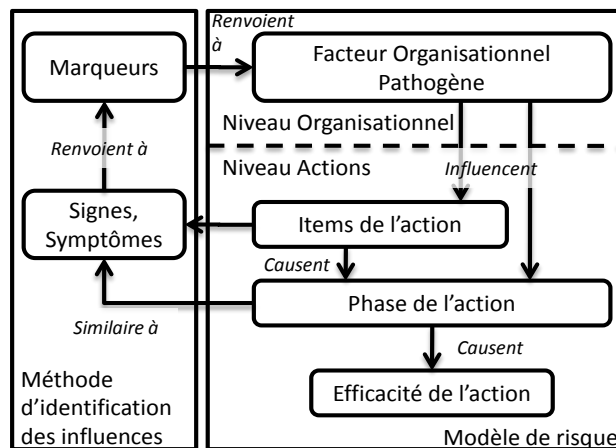 Renvoient
à
Marqueurs
Facteur Organisationnel
Pathogène
Niveau Organisationnel
Renvoient à
Niveau Actions
Influencent
Signes,
Symptômes
Items de l'action
Causent
Phase de l'action
Similaire à
Causent
Efficacité de l'action
Méthode
d'identification
des influences
Modèle de risque